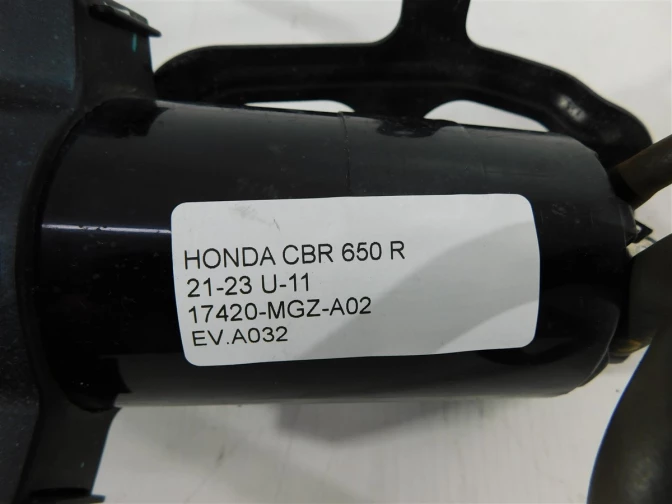 HONDA CBR 650 R
21-23 U-11
17420-MGZ-A02
EV.A032